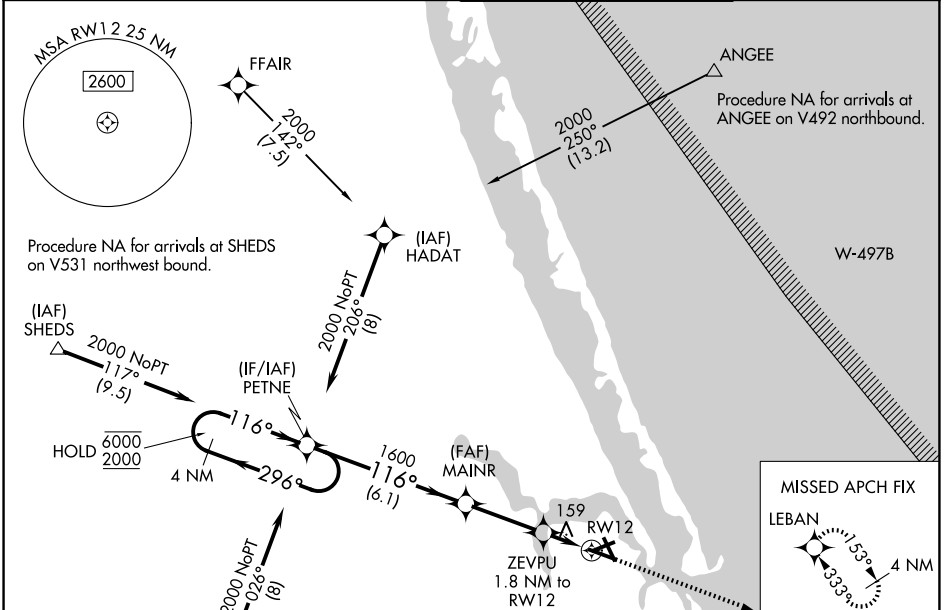 MSA RW12 25 NM
2600
FFAIR
2000
142°
(7.5)
ANGEE
Procedure NA for arrivals at
ANGEE on V492 northbound.
2000
250°
(13.2)
Procedure NA for arrivals at SHEDS
on V531 northwest bound.
(IAF)
HADAT
W-497B
2000 NoPT
206°
(8)
(IAF)
SHEDS
2000 NoPT
117°
(9.5)
(IF/IAF)
PETNE
HOLD 6000
2000
116°
4 NM
296°
1600
116°
(6.1)
(FAF)
MAINR
159
RW12
ZEVPU
1.8 NM to
RW12
2000 NoPT
026°
(8)
MISSED APCH FIX
LEBAN
153°
333°
4 NM